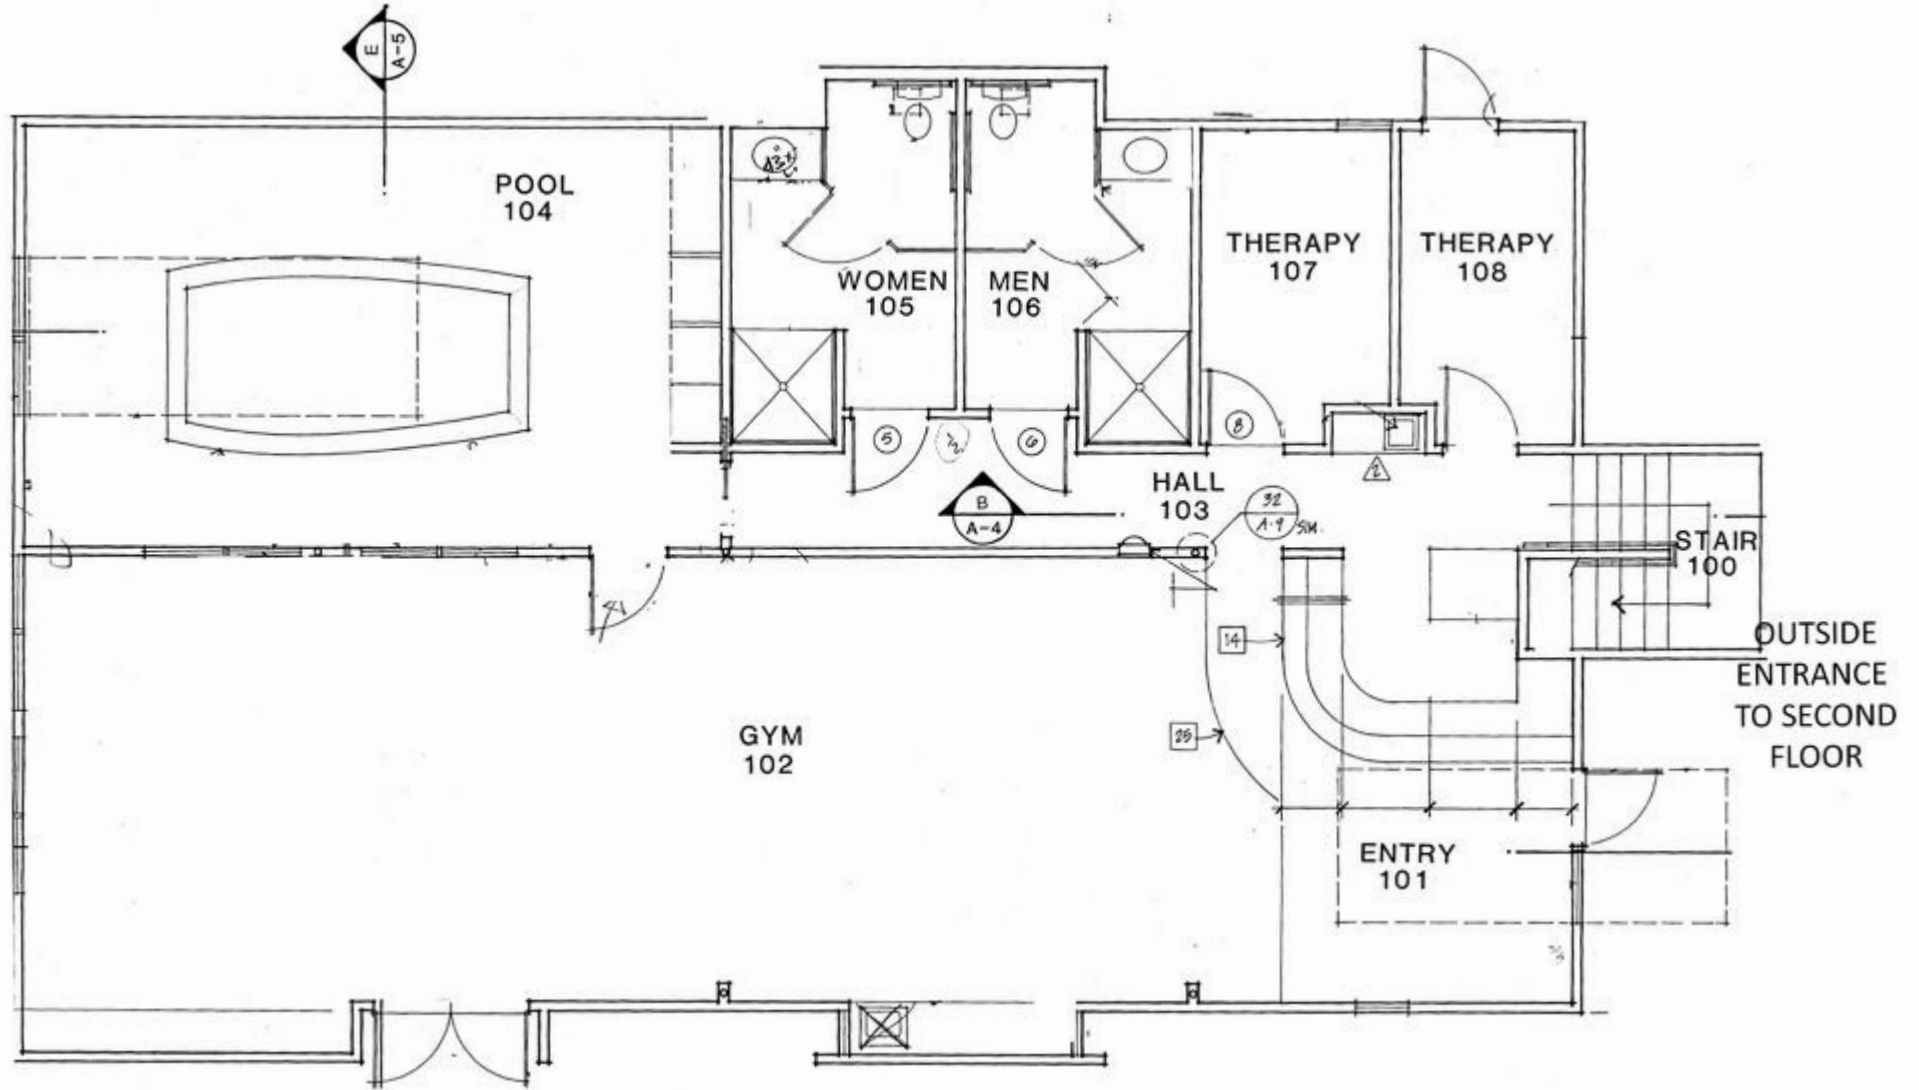 E
A-5
POOL
104
WOMEN
105
MEN
106
THERAPY
107
THERAPY
108
5
6
8
2
HALL
103
B
A-4
32
A-9
SIM.
STAIR
100
OUTSIDE
ENTRANCE
TO SECOND
FLOOR
14
25
GYM
102
ENTRY
101